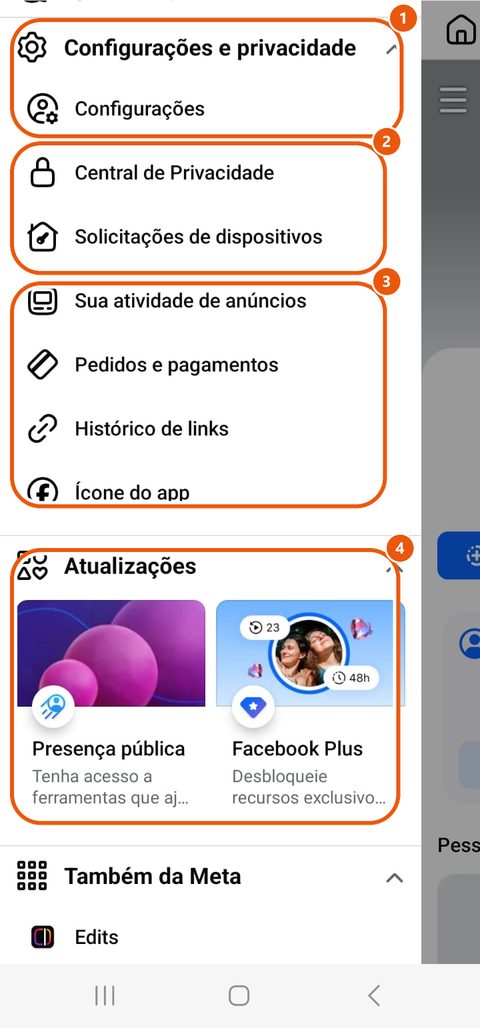 1
Configurações e privacidade
Configurações
2
Central de Privacidade
Solicitações de dispositivos
3
Sua atividade de anúncios
Pedidos e pagamentos
Histórico de links
Ícone do app
4
Atualizações
23
48h
Presença pública
Tenha acesso a
ferramentas que aj...
Facebook Plus
Desbloqueie
recursos exclusivo...
Pess
Também da Meta
Edits